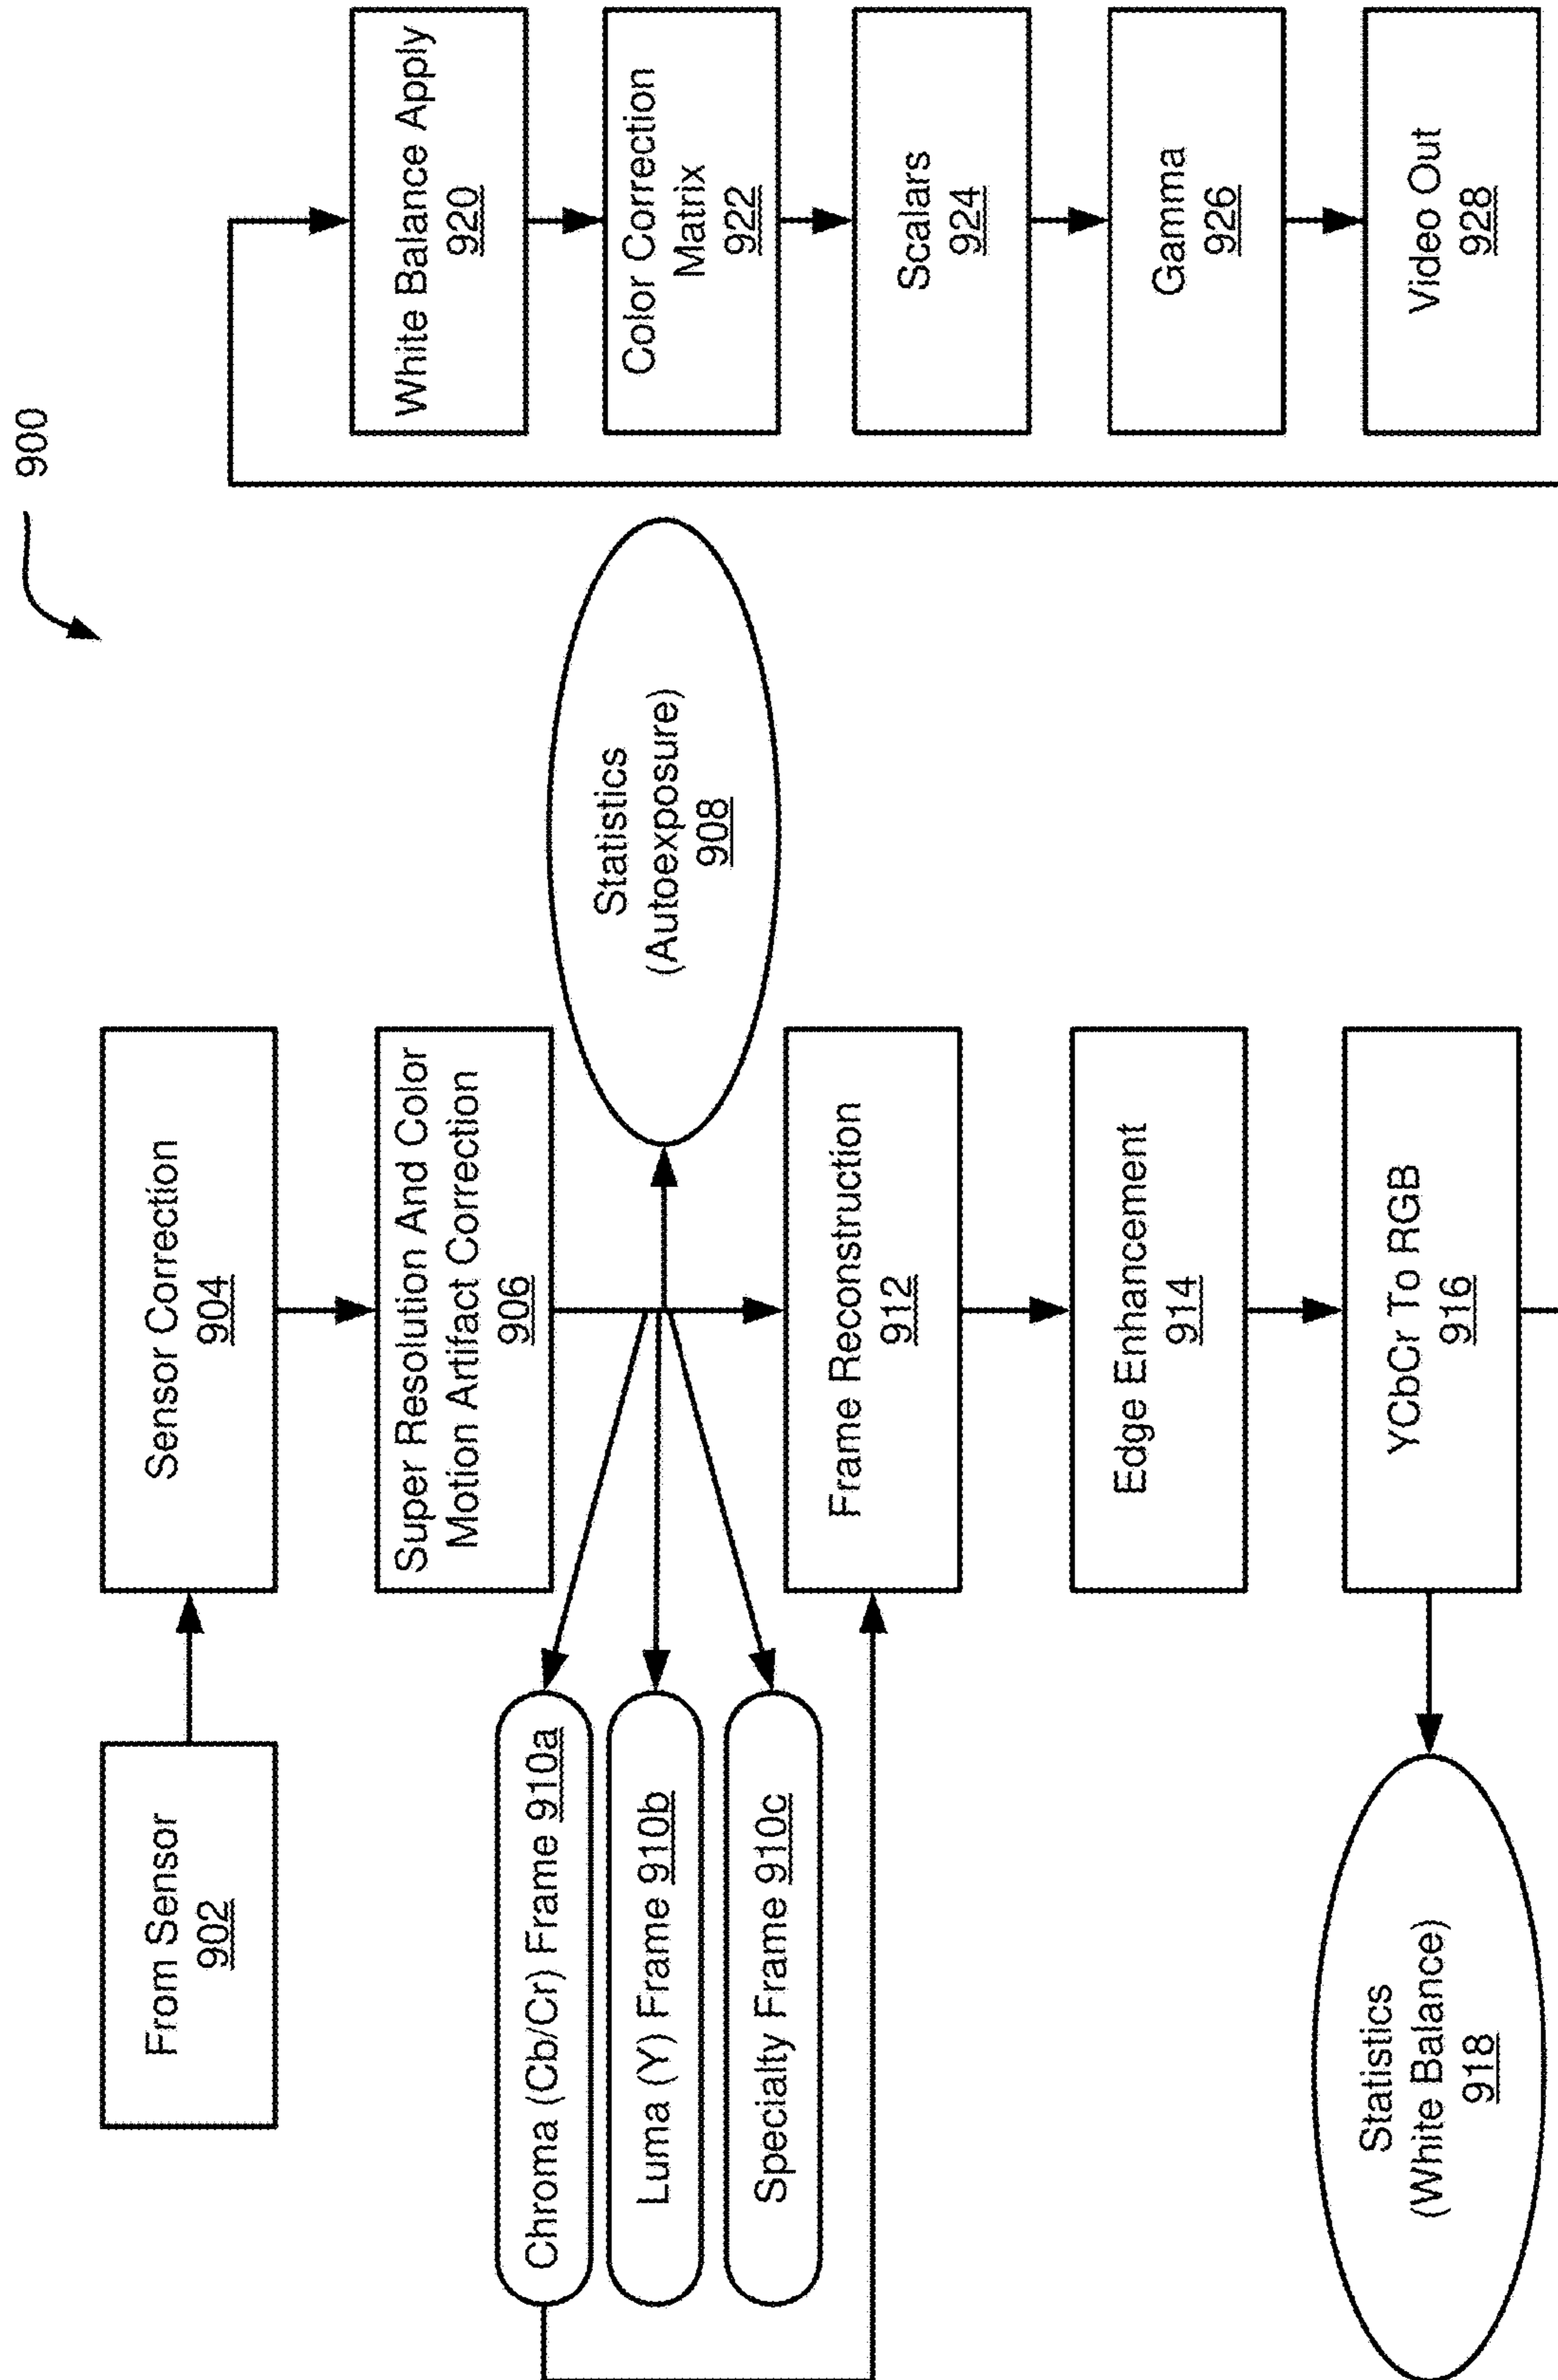 900
From Sensor
902
Sensor Correction
904
Super Resolution And Color
Motion Artifact Correction
906
Statistics
(Autoexposure)
908
Chroma (Cb/Cr) Frame 910a
Luma (Y) Frame 910b
Specialty Frame 910c
Frame Reconstruction
912
Edge Enhancement
914
YCbCr To RGB
916
Statistics
(White Balance)
918
White Balance Apply
920
Color Correction
Matrix
922
Scalars
924
Gamma
926
Video Out
928